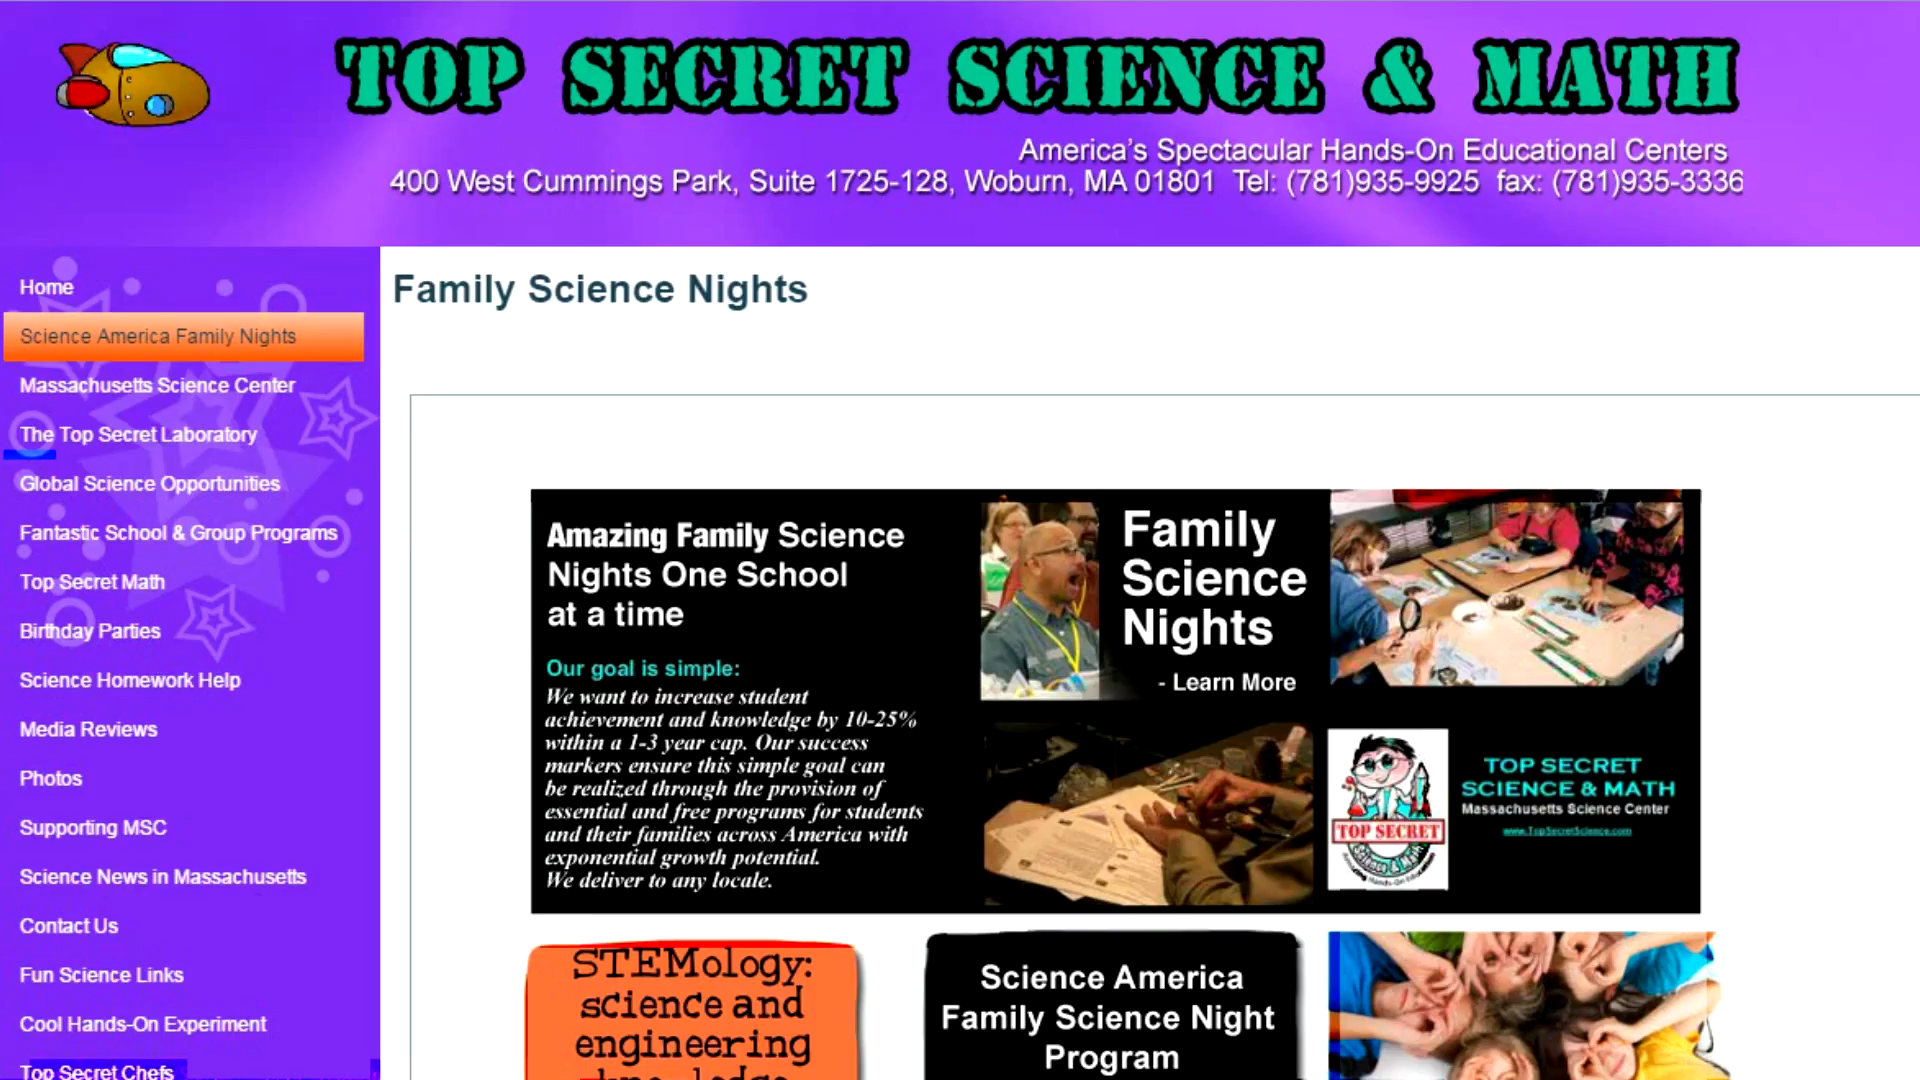 TOP SECRET SCIENCE & MATH
America's Spectacular Hands-On Educational Centers
400 West Cummings Park, Suite 1725-128, Woburn, MA 01801 Tel: (781)935-9925 fax: (781)935-3336
Home
Science America Family Nights
Massachusetts Science Center
The Top Secret Laboratory
Global Science Opportunities
Fantastic School & Group Programs
Top Secret Math
Birthday Parties
Science Homework Help
Media Reviews
Photos
Supporting MSC
Science News in Massachusetts
Contact Us
Fun Science Links
Cool Hands-On Experiment
Top Secret Chefs
Family Science Nights
Amazing Family Science
Nights One School
at a time
Our goal is simple:
We want to increase student
achievement and knowledge by 10-25%
within a 1-3 year cap. Our success
markers ensure this simple goal can
be realized through the provision of
essential and free programs for students
and their families across America with
exponential growth potential.
We deliver to any locale.
Family
Science
Nights
- Learn More
TOP SECRET
Science & Math
TOP SECRET
SCIENCE & MATH
Massachusetts Science Center
www.TopSecretScience.com
STEMology:
science and
engineering
Science America
Family Science Night
Program